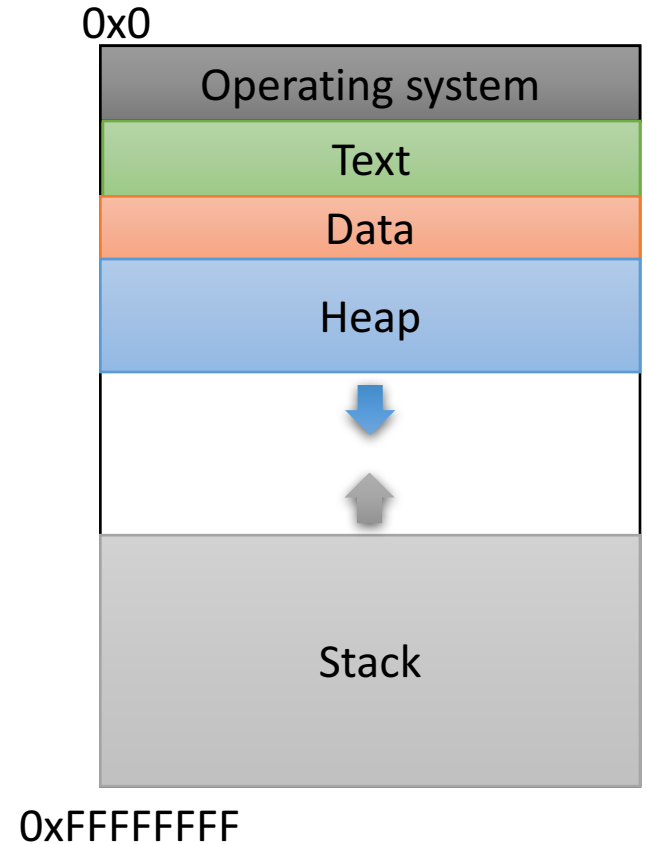 0x0
Operating system
Text
Data
Heap
Stack
0xFFFFFFFF